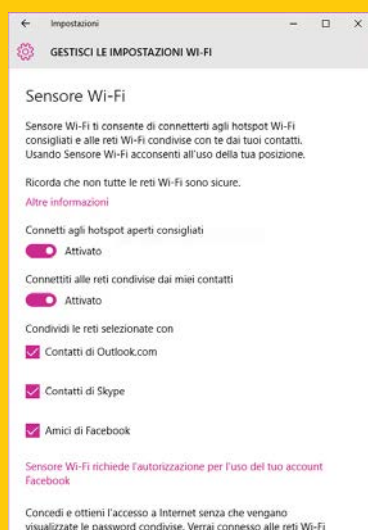 Impostazioni
GESTISCI LE IMPOSTAZIONI WI-FI
Sensore Wi-Fi
Sensore Wi-Fi ti consente di connetterti agli hotspot Wi-Fi
consigliati e alle reti Wi-Fi condivise con te dai tuoi contatti.
Usando Sensore Wi-Fi acconsenti all'uso della tua posizione.
Ricorda che non tutte le reti Wi-Fi sono sicure.
Altre informazioni
Connetti agli hotspot aperti consigliati
Attivato
Connettiti alle reti condivise dai miei contatti
Attivato
Condividi le reti selezionate con
Contatti di Outlook.com
Contatti di Skype
Amici di Facebook
Sensore Wi-Fi richiede l'autorizzazione per l'uso del tuo account
Facebook
Concedi e ottieni l'accesso a Internet senza che vengano
visualizzate le password condivise. Verrai connesso alle reti Wi-Fi